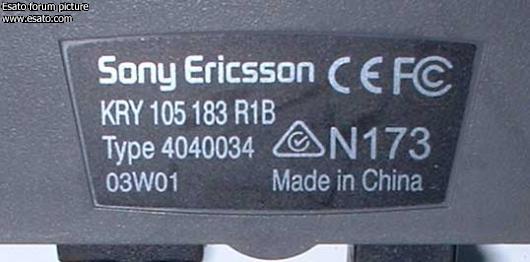 Esato forum picture
www.esato.com
Sony Ericsson CE FC
KRY 105 183 R1B
Type 4040034 N173
03W01 Made in China